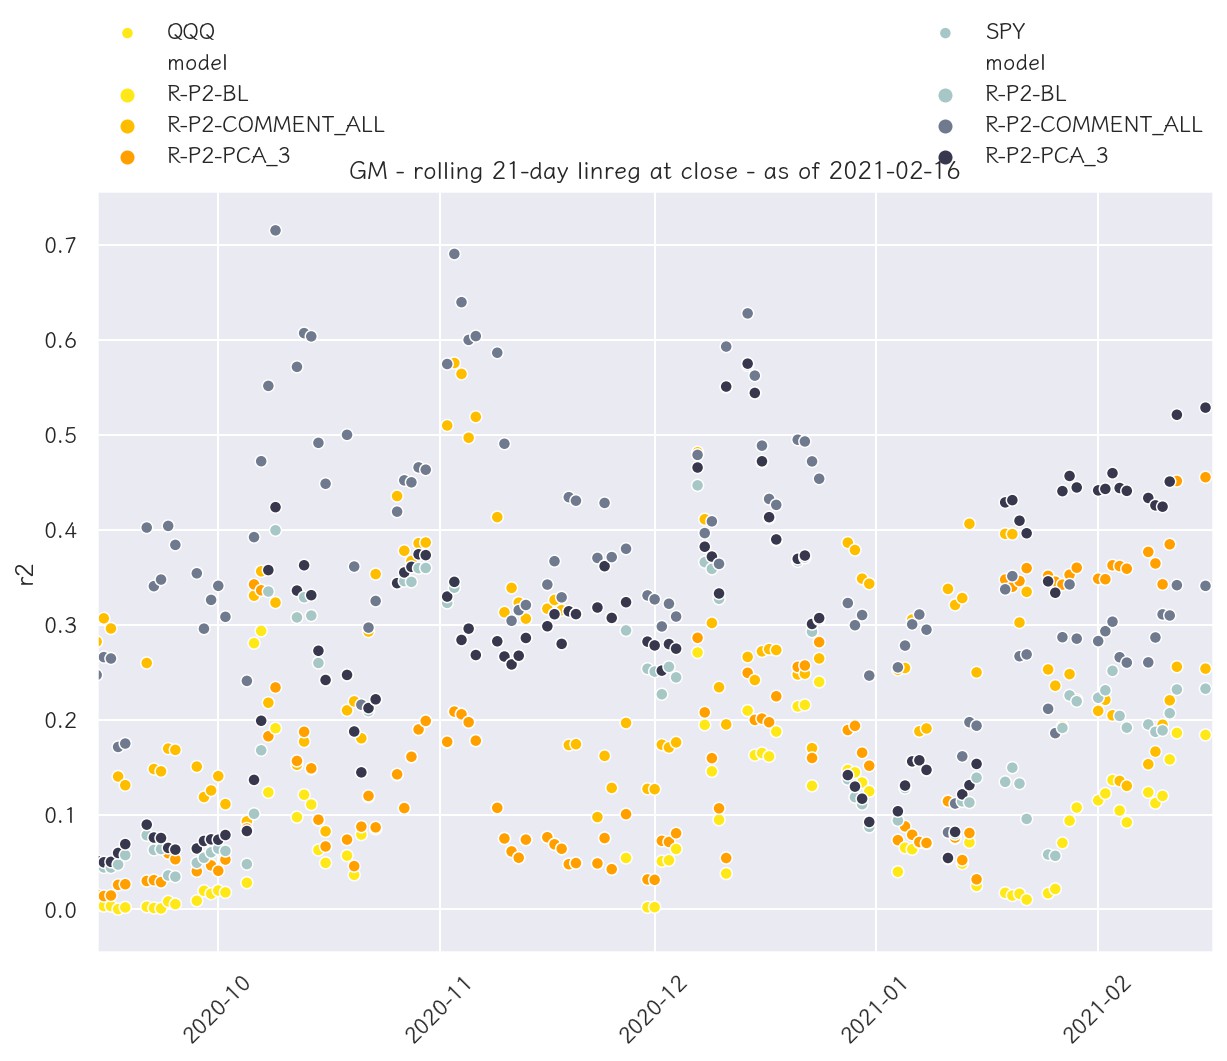 QQQ
model
R-P2-BL
R-P2-COMMENT_ALL
R-P2-PCA_3
SPY
model
R-P2-BL
R-P2-COMMENT_ALL
R-P2-PCA_3
GM - rolling 21-day linreg at close - as of 2021-02-16
0.7
0.6
0.5
0.4
0.3
0.2
0.1
0.0
r2
2020-10
2020-11
2020-12
2021-01
2021-02